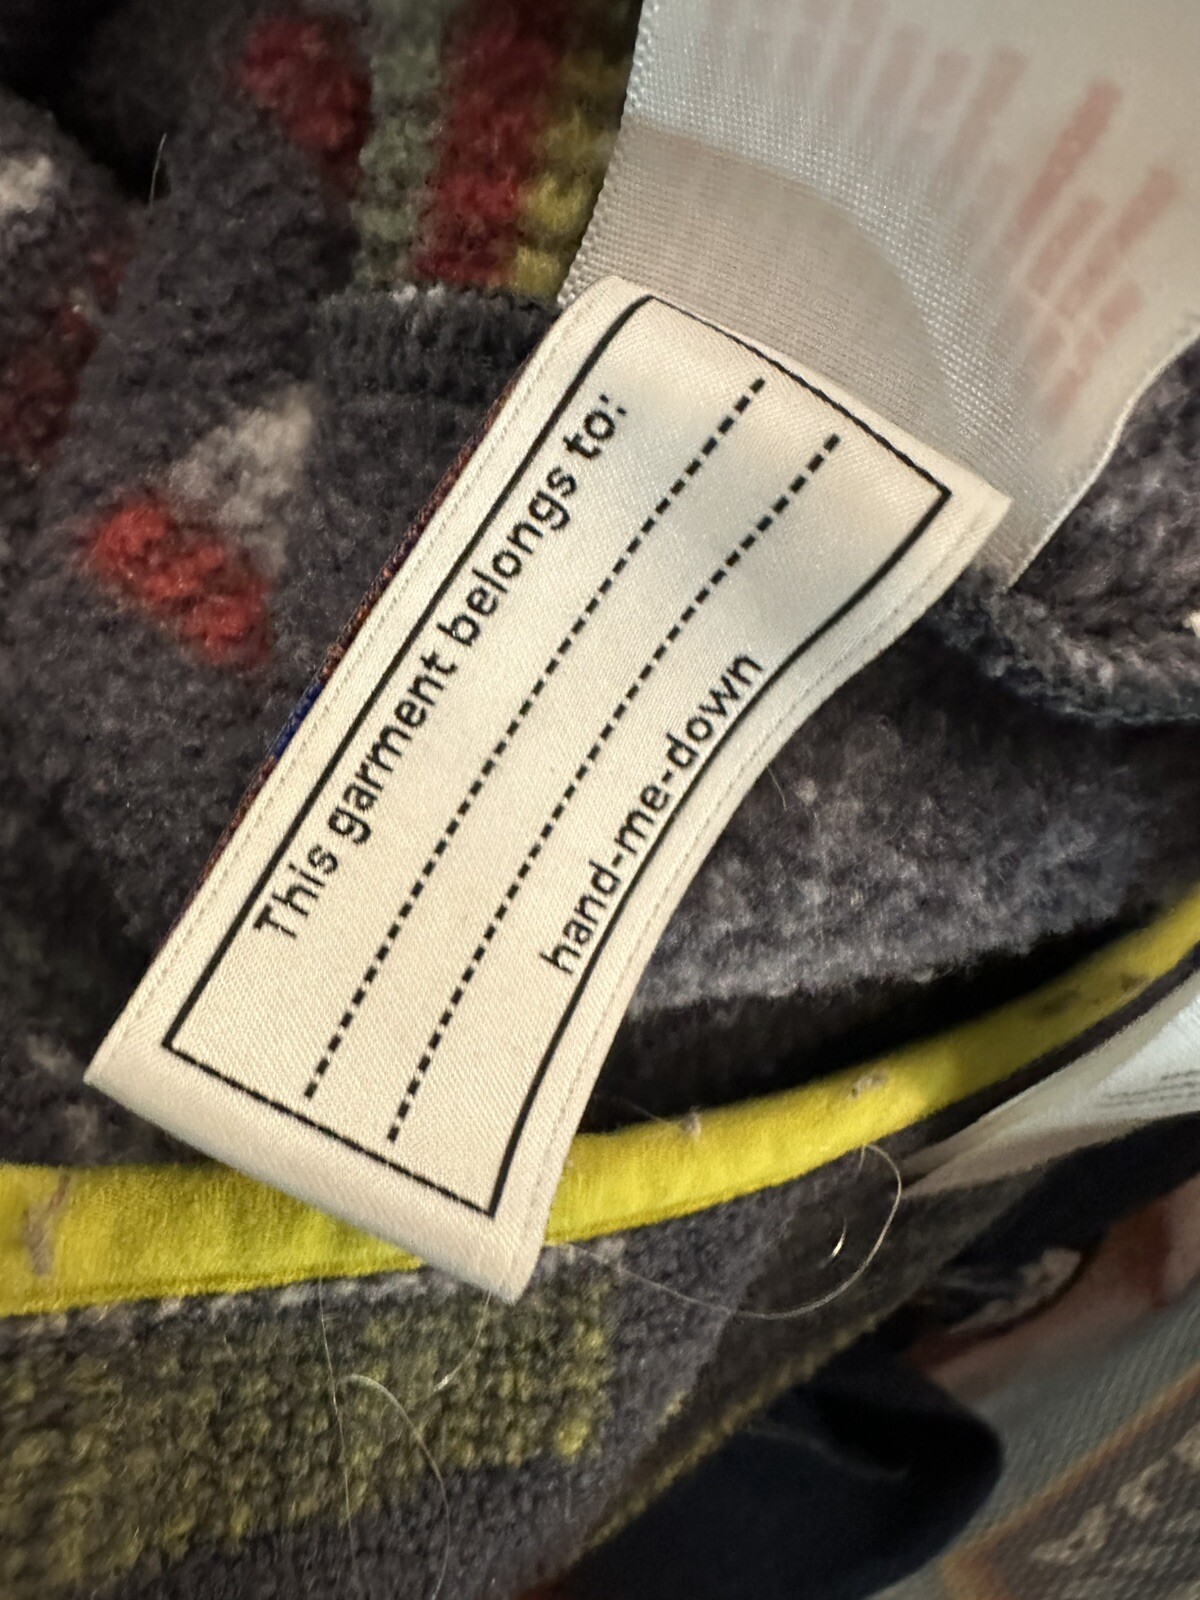 This garment belongs to:
hand-me-down